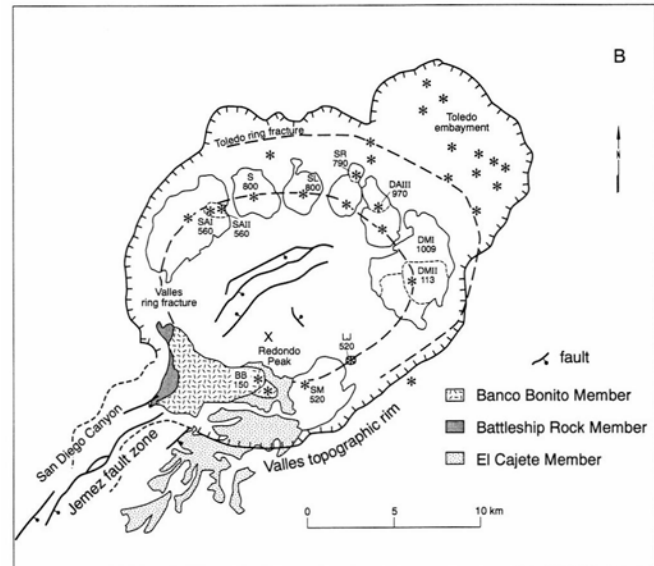 B
Toledo
embayment
Toledo ring fracture
N
SR
790
S
800
SL
800
DAIII
970
SAI
560
SAII
560
DMI
1009
DMII
113
Valles
ring fracture
X
Redondo
Peak
LJ
520
BB
150
SM
520
fault
Banco Bonito Member
Battleship Rock Member
El Cajete Member
San Diego Canyon
Jemez fault zone
Valles topographic rim
0 5 10 km